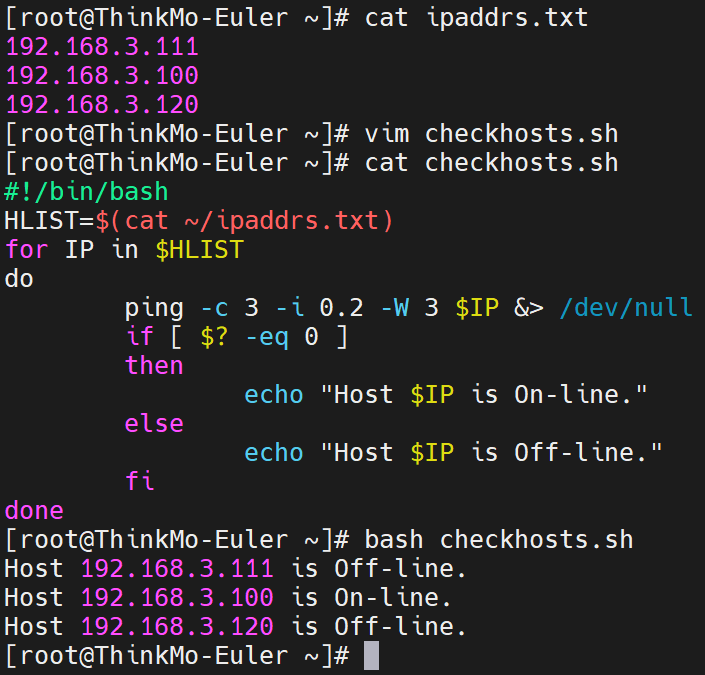 [root@ThinkMo-Euler ~]# cat ipaddrs.txt
192.168.3.111
192.168.3.100
192.168.3.120
[root@ThinkMo-Euler ~]# vim checkhosts.sh
[root@ThinkMo-Euler ~]# cat checkhosts.sh
#!/bin/bash
HLIST=$(cat ~/ipaddrs.txt)
for IP in $HLIST
do
        ping -c 3 -i 0.2 -W 3 $IP &> /dev/null
        if [ $? -eq 0 ]
        then
                echo "Host $IP is On-line."
        else
                echo "Host $IP is Off-line."
        fi
done
[root@ThinkMo-Euler ~]# bash checkhosts.sh
Host 192.168.3.111 is Off-line.
Host 192.168.3.100 is On-line.
Host 192.168.3.120 is Off-line.
[root@ThinkMo-Euler ~]#